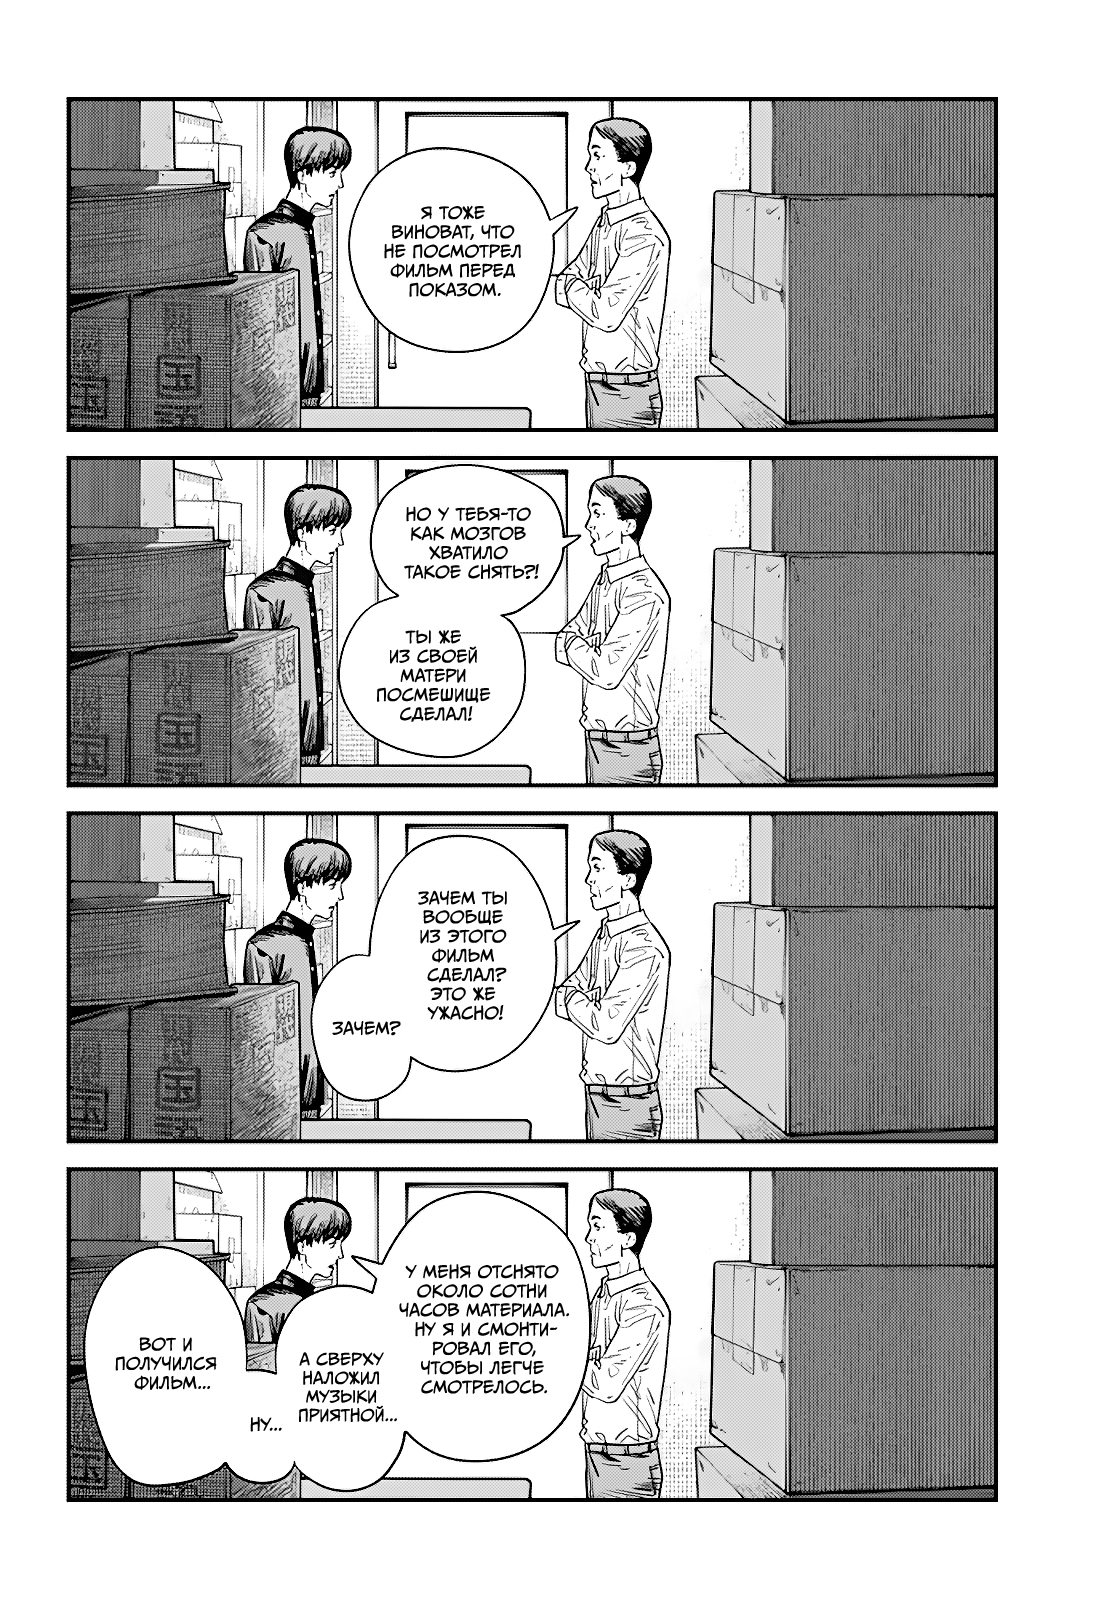 Я ТОЖЕ
ВИНОВАТ, ЧТО
НЕ ПОСМОТРЕЛ
ФИЛЬМ ПЕРЕД
ПОКАЗОМ.
НО У ТЕБЯ-ТО
КАК МОЗГОВ
ХВАТИЛО
ТАКОЕ СНЯТЬ?!
ТЫ ЖЕ
ИЗ СВОЕЙ
МАТЕРИ
ПОСМЕШИЩЕ
СДЕЛАЛ!
ЗАЧЕМ ТЫ
ВООБЩЕ
ИЗ ЭТОГО
ФИЛЬМ
СДЕЛАЛ?
ЭТО ЖЕ
УЖАСНО!
ЗАЧЕМ?
У МЕНЯ ОТСНЯТО
ОКОЛО СОТНИ
ЧАСОВ МАТЕРИАЛА.
НУ Я И СМОНТИ-
РОВАЛ ЕГО,
ЧТОБЫ ЛЕГЧЕ
СМОТРЕЛОСЬ.
А СВЕРХУ
НАЛОЖИЛ
МУЗЫКИ
ПРИЯТНОЙ...
НУ...
ВОТ И
ПОЛУЧИЛСЯ
ФИЛЬМ...